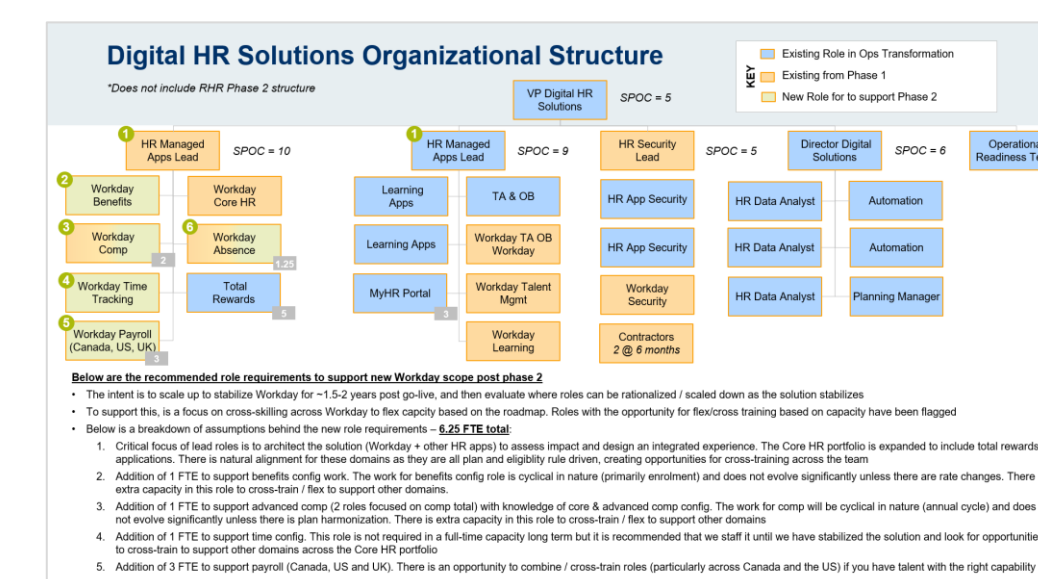 Digital HR Solutions Organizational Structure
*Does not include RHR Phase 2 structure
KEY
Existing Role in Ops Transformation
Existing from Phase 1
New Role for to support Phase 2
VP Digital HR
Solutions
SPOC = 5
1
HR Managed
Apps Lead
SPOC = 10
1
HR Managed
Apps Lead
SPOC = 9
HR Security
Lead
SPOC = 5
Director Digital
Solutions
SPOC = 6
Operationa
Readiness T
2
Workday
Benefits
Workday
Core HR
3
Workday
Comp
2
6
Workday
Absence
1.25
4
Workday Time
Tracking
Total
Rewards
5
5
Workday Payroll
(Canada, US, UK)
3
Learning
Apps
TA & OB
Learning Apps
Workday TA OB
Workday
MyHR Portal
3
Workday Talent
Mgmt
Workday
Learning
HR App Security
HR App Security
Workday
Security
Contractors
2 @ 6 months
HR Data Analyst
Automation
HR Data Analyst
Automation
HR Data Analyst
Planning Manager
Below are the recommended role requirements to support new Workday scope post phase 2
• The intent is to scale up to stabilize Workday for ~1.5-2 years post go-live, and then evaluate where roles can be rationalized / scaled down as the solution stabilizes
• To support this, is a focus on cross-skilling across Workday to flex capcity based on the roadmap. Roles with the opportunity for flex/cross training based on capacity have been flagged
• Below is a breakdown of assumptions behind the new role requirements – 6.25 FTE total:
1. Critical focus of lead roles is to architect the solution (Workday + other HR apps) to assess impact and design an integrated experience. The Core HR portfolio is expanded to include total rewards
applications. There is natural alignment for these domains as they are all plan and eligiblity rule driven, creating opportunities for cross-training across the team
2. Addition of 1 FTE to support benefits config work. The work for benefits config role is cyclical in nature (primarily enrolment) and does not evolve significantly unless there are rate changes. There
extra capacity in this role to cross-train / flex to support other domains.
3. Addition of 1 FTE to support advanced comp (2 roles focused on comp total) with knowledge of core & advanced comp config. The work for comp will be cyclical in nature (annual cycle) and does
not evolve significantly unless there is plan harmonization. There is extra capacity in this role to cross-train / flex to support other domains
4. Addition of 1 FTE to support time config. This role is not required in a full-time capacity long term but it is recommended that we staff it until we have stabilized the solution and look for opportunitie
to cross-train to support other domains across the Core HR portfolio
5. Addition of 3 FTE to support payroll (Canada, US and UK). There is an opportunity to combine / cross-train roles (particularly across Canada and the US) if you have talent with the right capability